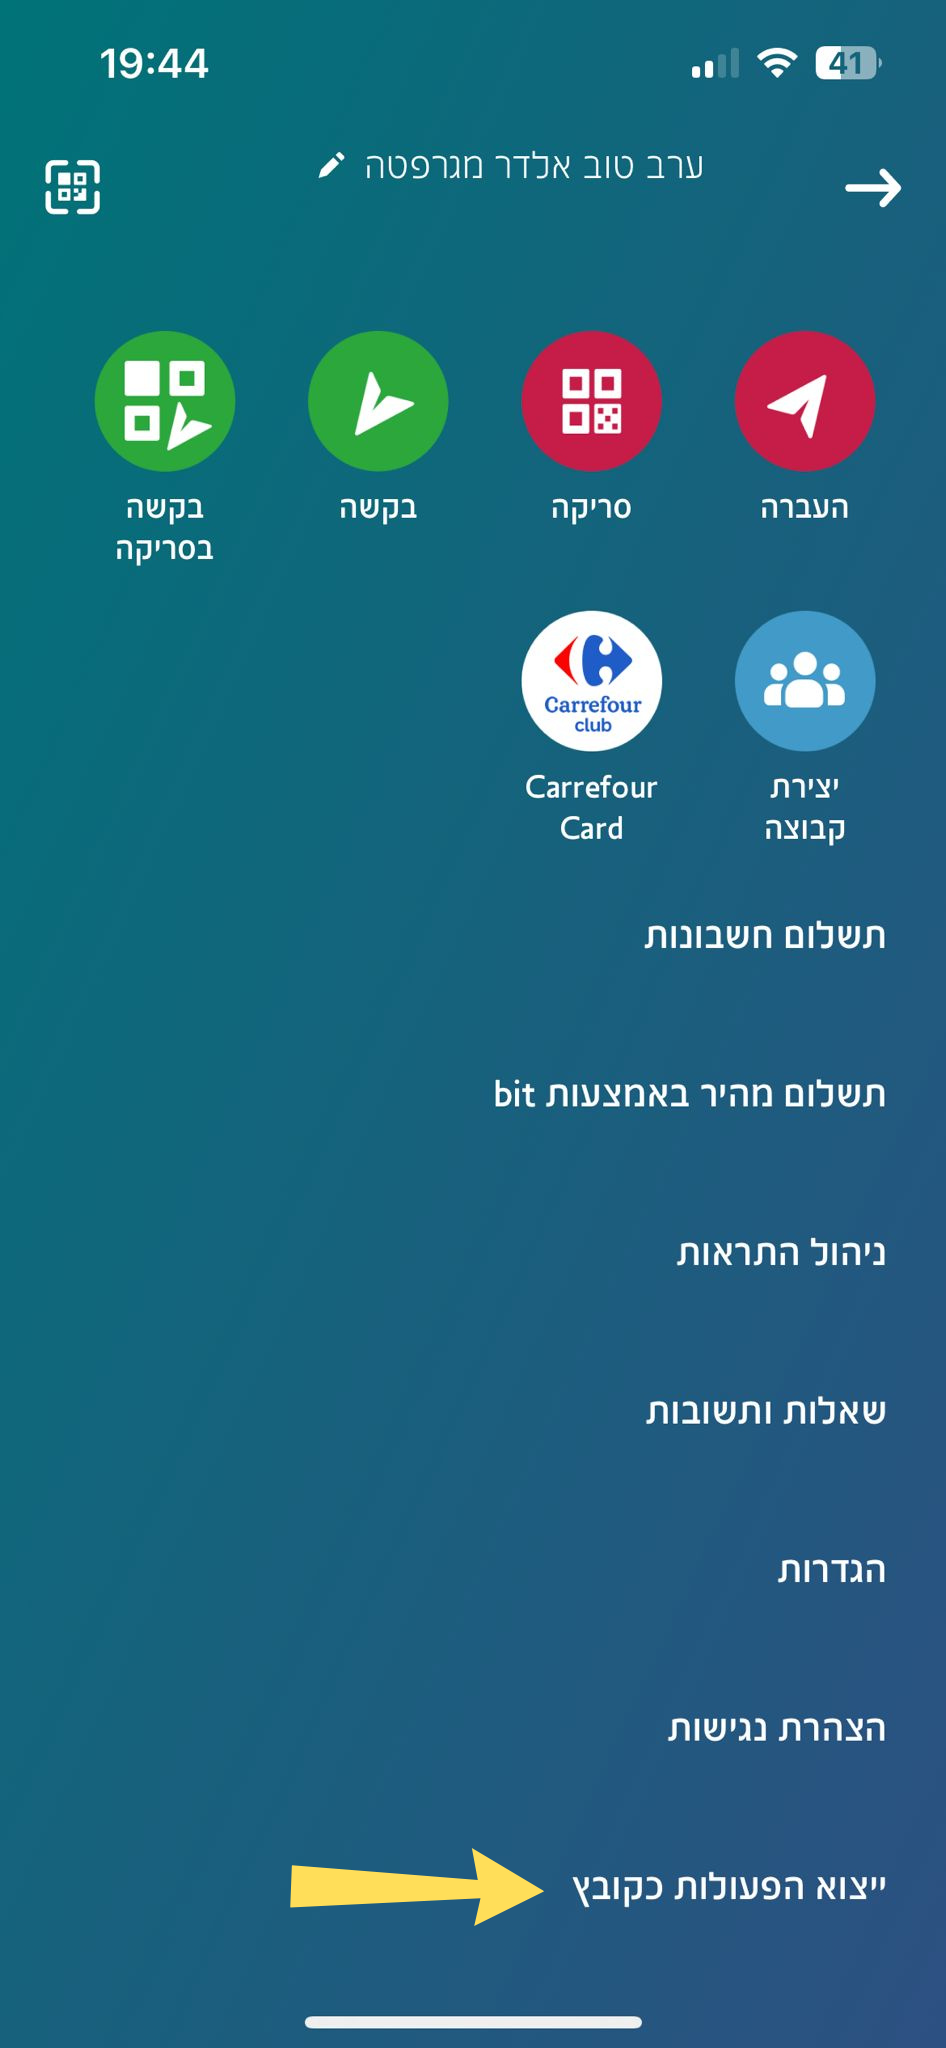 19:44
41
ערב טוב אלדר מגרפטה
העברה
סריקה
בקשה
בקשה
בסריקה
Carrefour
club
יצירת
קבוצה
Carrefour
Card
תשלום חשבונות
תשלום מהיר באמצעות bit
ניהול התראות
שאלות ותשובות
הגדרות
הצהרת נגישות
ייצוא הפעולות כקובץ